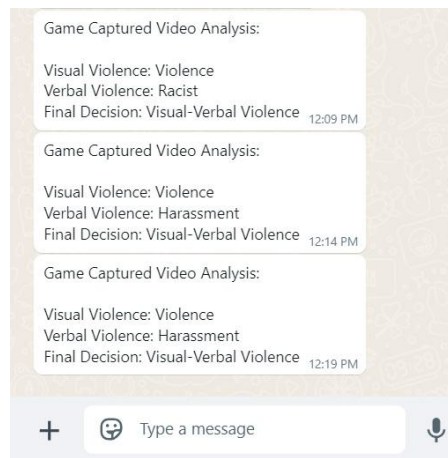 Game Captured Video Analysis:
Visual Violence: Violence
Verbal Violence: Racist
Final Decision: Visual-Verbal Violence
12:09 PM
Game Captured Video Analysis:
Visual Violence: Violence
Verbal Violence: Harassment
Final Decision: Visual-Verbal Violence
12:14 PM
Game Captured Video Analysis:
Visual Violence: Violence
Verbal Violence: Harassment
Final Decision: Visual-Verbal Violence
12:19 PM
Type a message